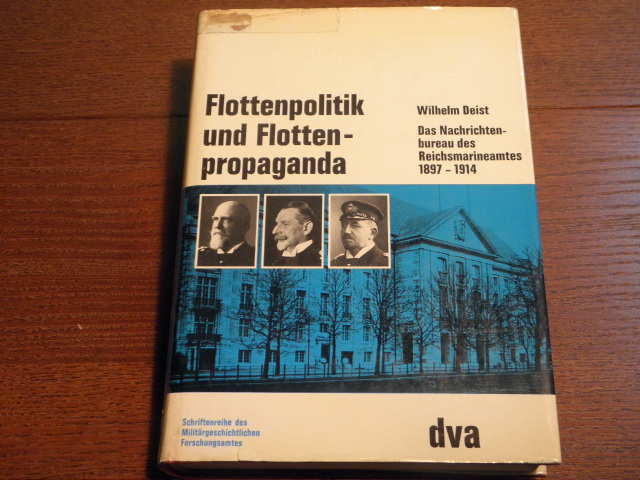 Flottenpolitik
und Flotten-
propaganda
Wilhelm Deist
Das Nachrichten-
bureau des
Reichsmarineamtes
1897 - 1914
Schriftenreihe des
Militärgeschichtlichen
Forschungsamtes
dva